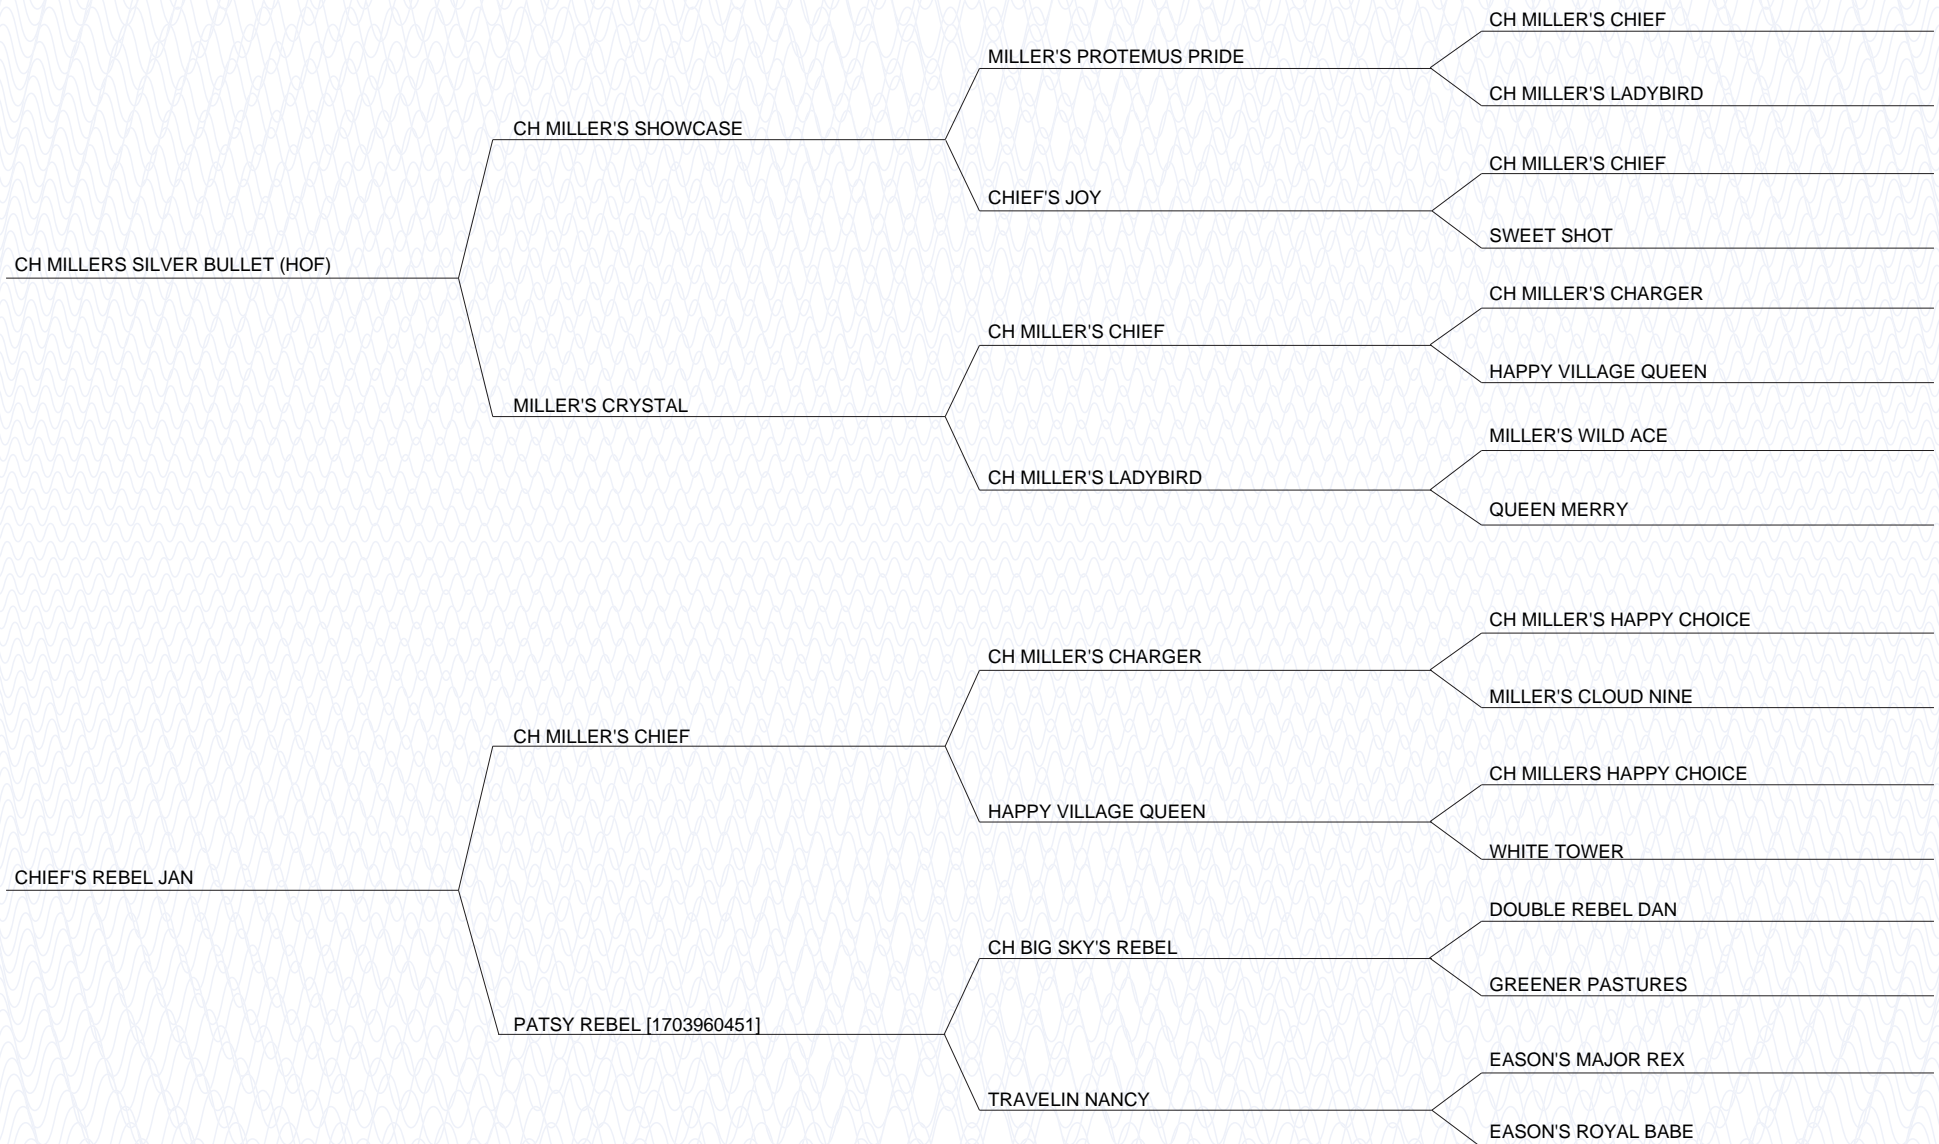 CH MILLER'S CHIEF
MILLER'S PROTEMUS PRIDE
CH MILLER'S LADYBIRD
CH MILLER'S SHOWCASE
CH MILLER'S CHIEF
CHIEF'S JOY
SWEET SHOT
CH MILLERS SILVER BULLET (HOF)
CH MILLER'S CHARGER
CH MILLER'S CHIEF
HAPPY VILLAGE QUEEN
MILLER'S CRYSTAL
MILLER'S WILD ACE
CH MILLER'S LADYBIRD
QUEEN MERRY
CH MILLER'S HAPPY CHOICE
CH MILLER'S CHARGER
MILLER'S CLOUD NINE
CH MILLER'S CHIEF
CH MILLERS HAPPY CHOICE
HAPPY VILLAGE QUEEN
WHITE TOWER
CHIEF'S REBEL JAN
DOUBLE REBEL DAN
CH BIG SKY'S REBEL
GREENER PASTURES
PATSY REBEL [1703960451]
EASON'S MAJOR REX
TRAVELIN NANCY
EASON'S ROYAL BABE